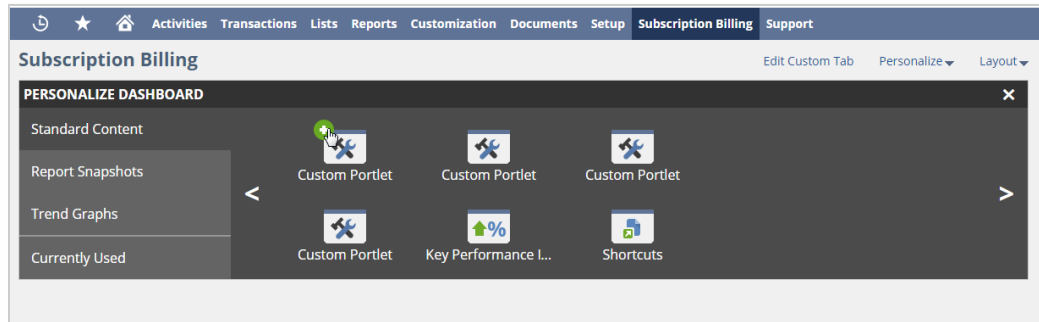 Activities Transactions Lists Reports Customization Documents Setup Subscription Billing Support
Subscription Billing
Edit Custom Tab Personalize Layout
PERSONALIZE DASHBOARD
Standard Content
Report Snapshots
Trend Graphs
Currently Used
Custom Portlet Custom Portlet Custom Portlet
Custom Portlet Key Performance I... Shortcuts